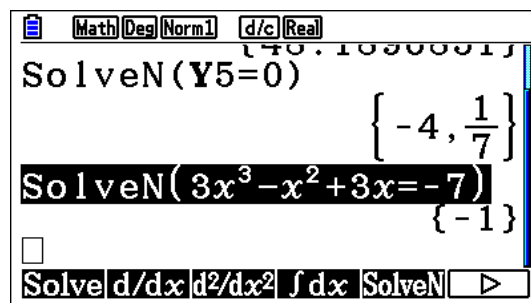 Math Deg Norm1 d/c Real
SolveN(Y5=0)
{-4, 1/7}
SolveN(3x³-x²+3x=-7)
{-1}
Solve d/dx d²/dx² ∫dx SolveN ▷